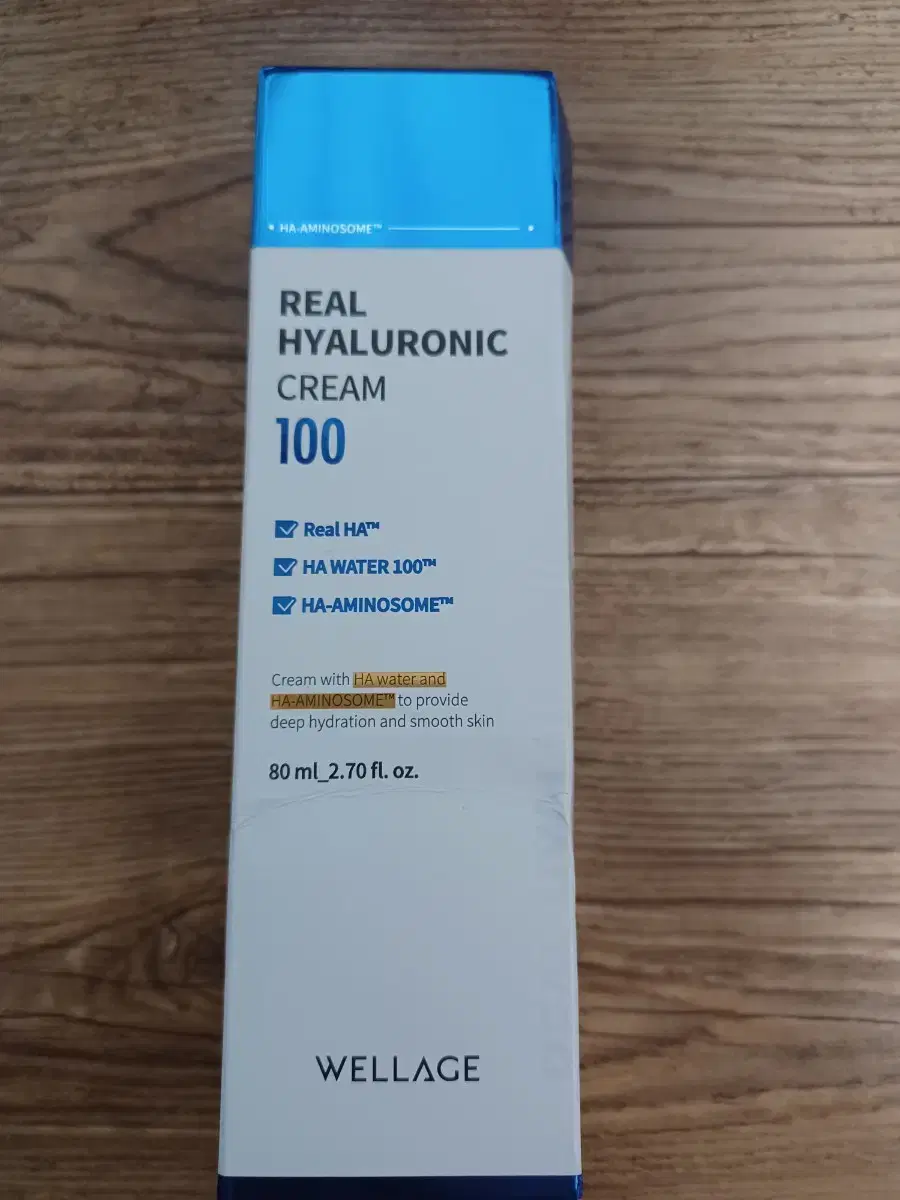 HA-AMINOSOME™
REAL
HYALURONIC
CREAM
100
Real HA™
HA WATER 100™
HA-AMINOSOME™
Cream with HA water and
HA-AMINOSOME™ to provide
deep hydration and smooth skin
80 ml_2.70 fl. oz.
WELLAGE